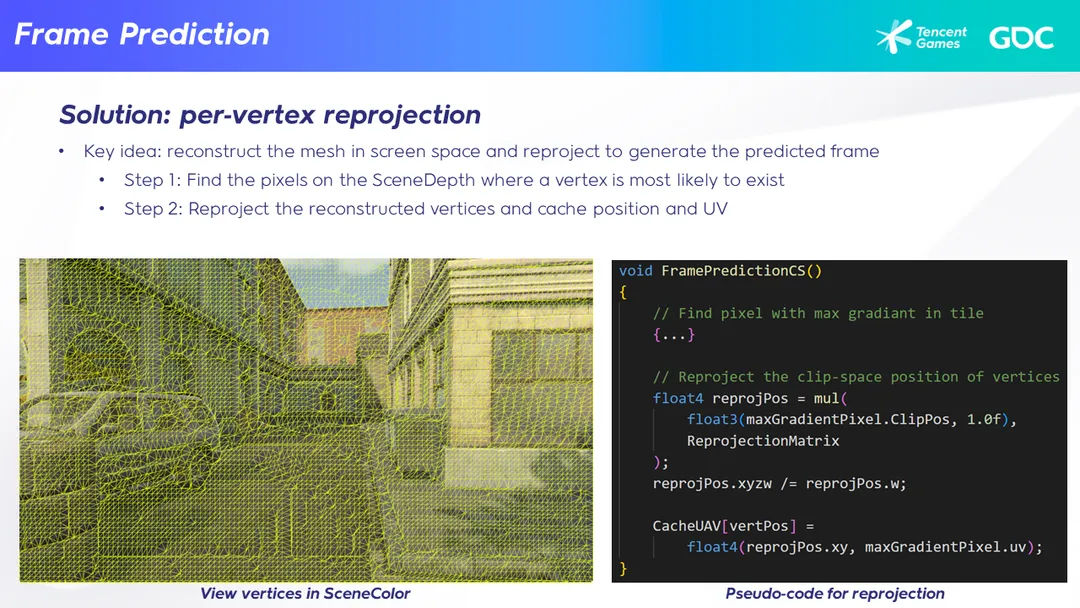 Frame Prediction
Tencent
Games
GDC
Solution: per-vertex reprojection
• Key idea: reconstruct the mesh in screen space and reproject to generate the predicted frame
• Step 1: Find the pixels on the SceneDepth where a vertex is most likely to exist
• Step 2: Reproject the reconstructed vertices and cache position and UV
void FramePredictionCS()
{
// Find pixel with max gradiant in tile
{...}
// Reproject the clip-space position of vertices
float4 reprojPos = mul(
float3(maxGradientPixel.ClipPos, 1.0f),
ReprojectionMatrix
);
reprojPos.xyzw /= reprojPos.w;
CacheUAV[vertPos] =
float4(reprojPos.xy, maxGradientPixel.uv);
}
View vertices in SceneColor
Pseudo-code for reprojection